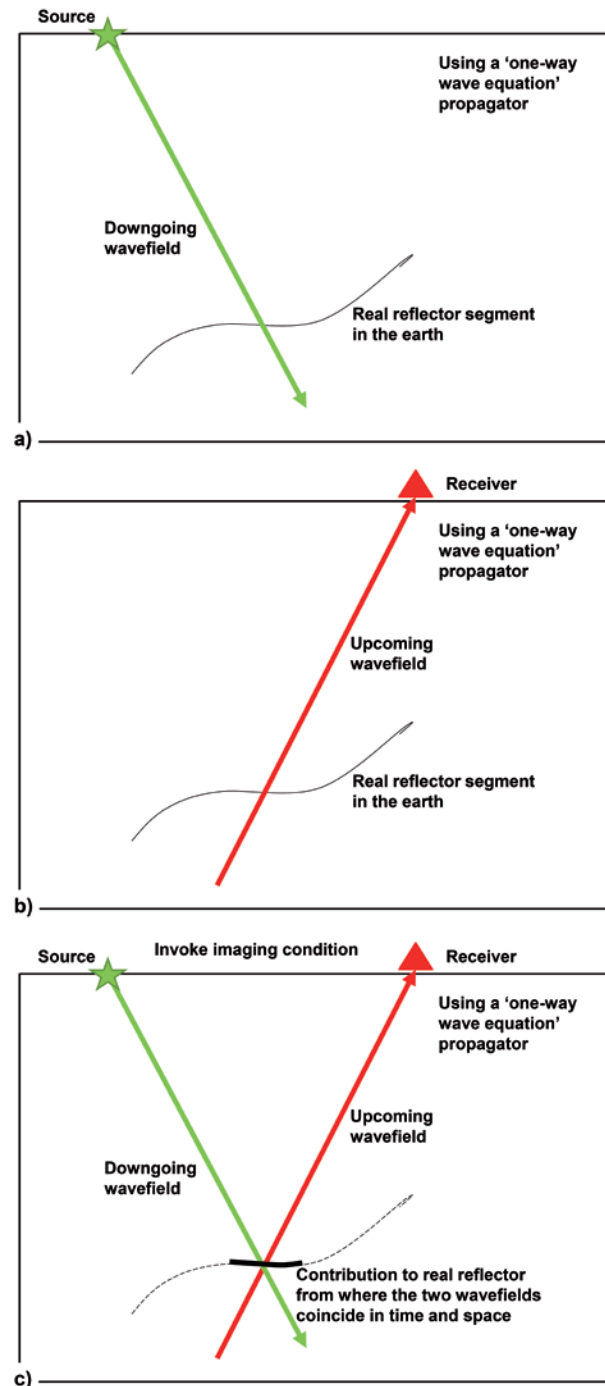 Source
Using a ‘one-way
wave equation’
propagator
Downgoing
wavefield
Real reflector segment
in the earth
a)
Receiver
Using a ‘one-way
wave equation’
propagator
Upcoming
wavefield
Real reflector segment
in the earth
b)
Source
Invoke imaging condition
Receiver
Using a ‘one-way
wave equation’
propagator
Upcoming
wavefield
Downgoing
wavefield
Contribution to real reflector
from where the two wavefields
coincide in time and space
c)